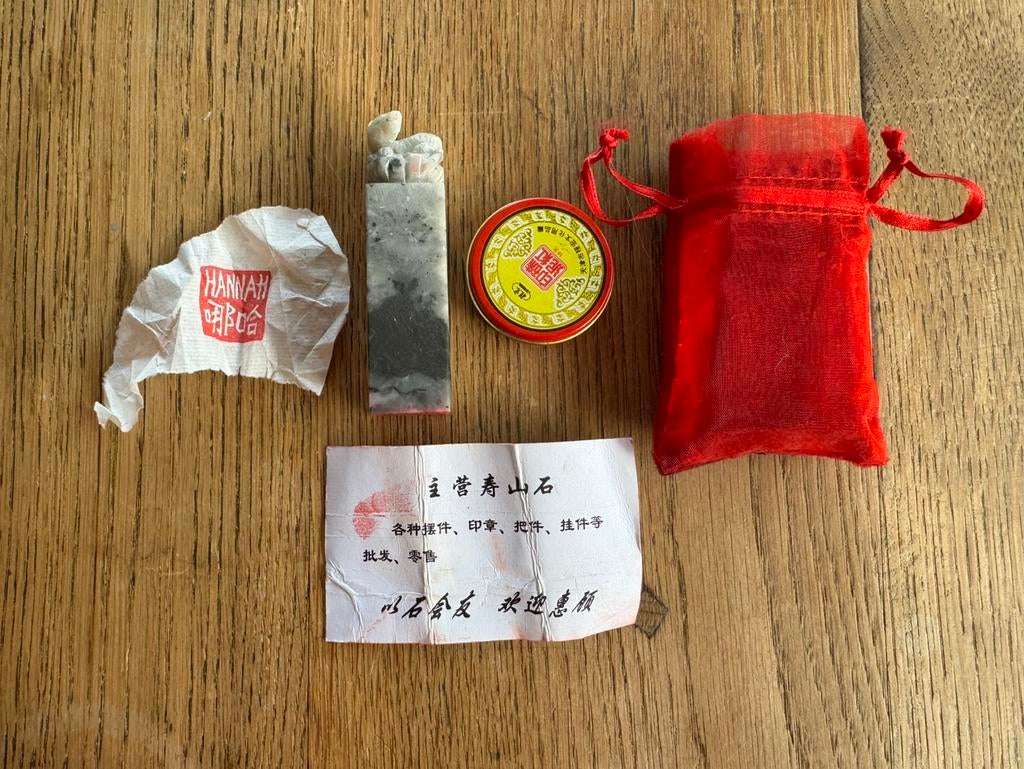 HANNAH
哪哈
主营寿山石
各种摆件、印章、把件、挂件等
批发、零售
以石会友 欢迎惠顾